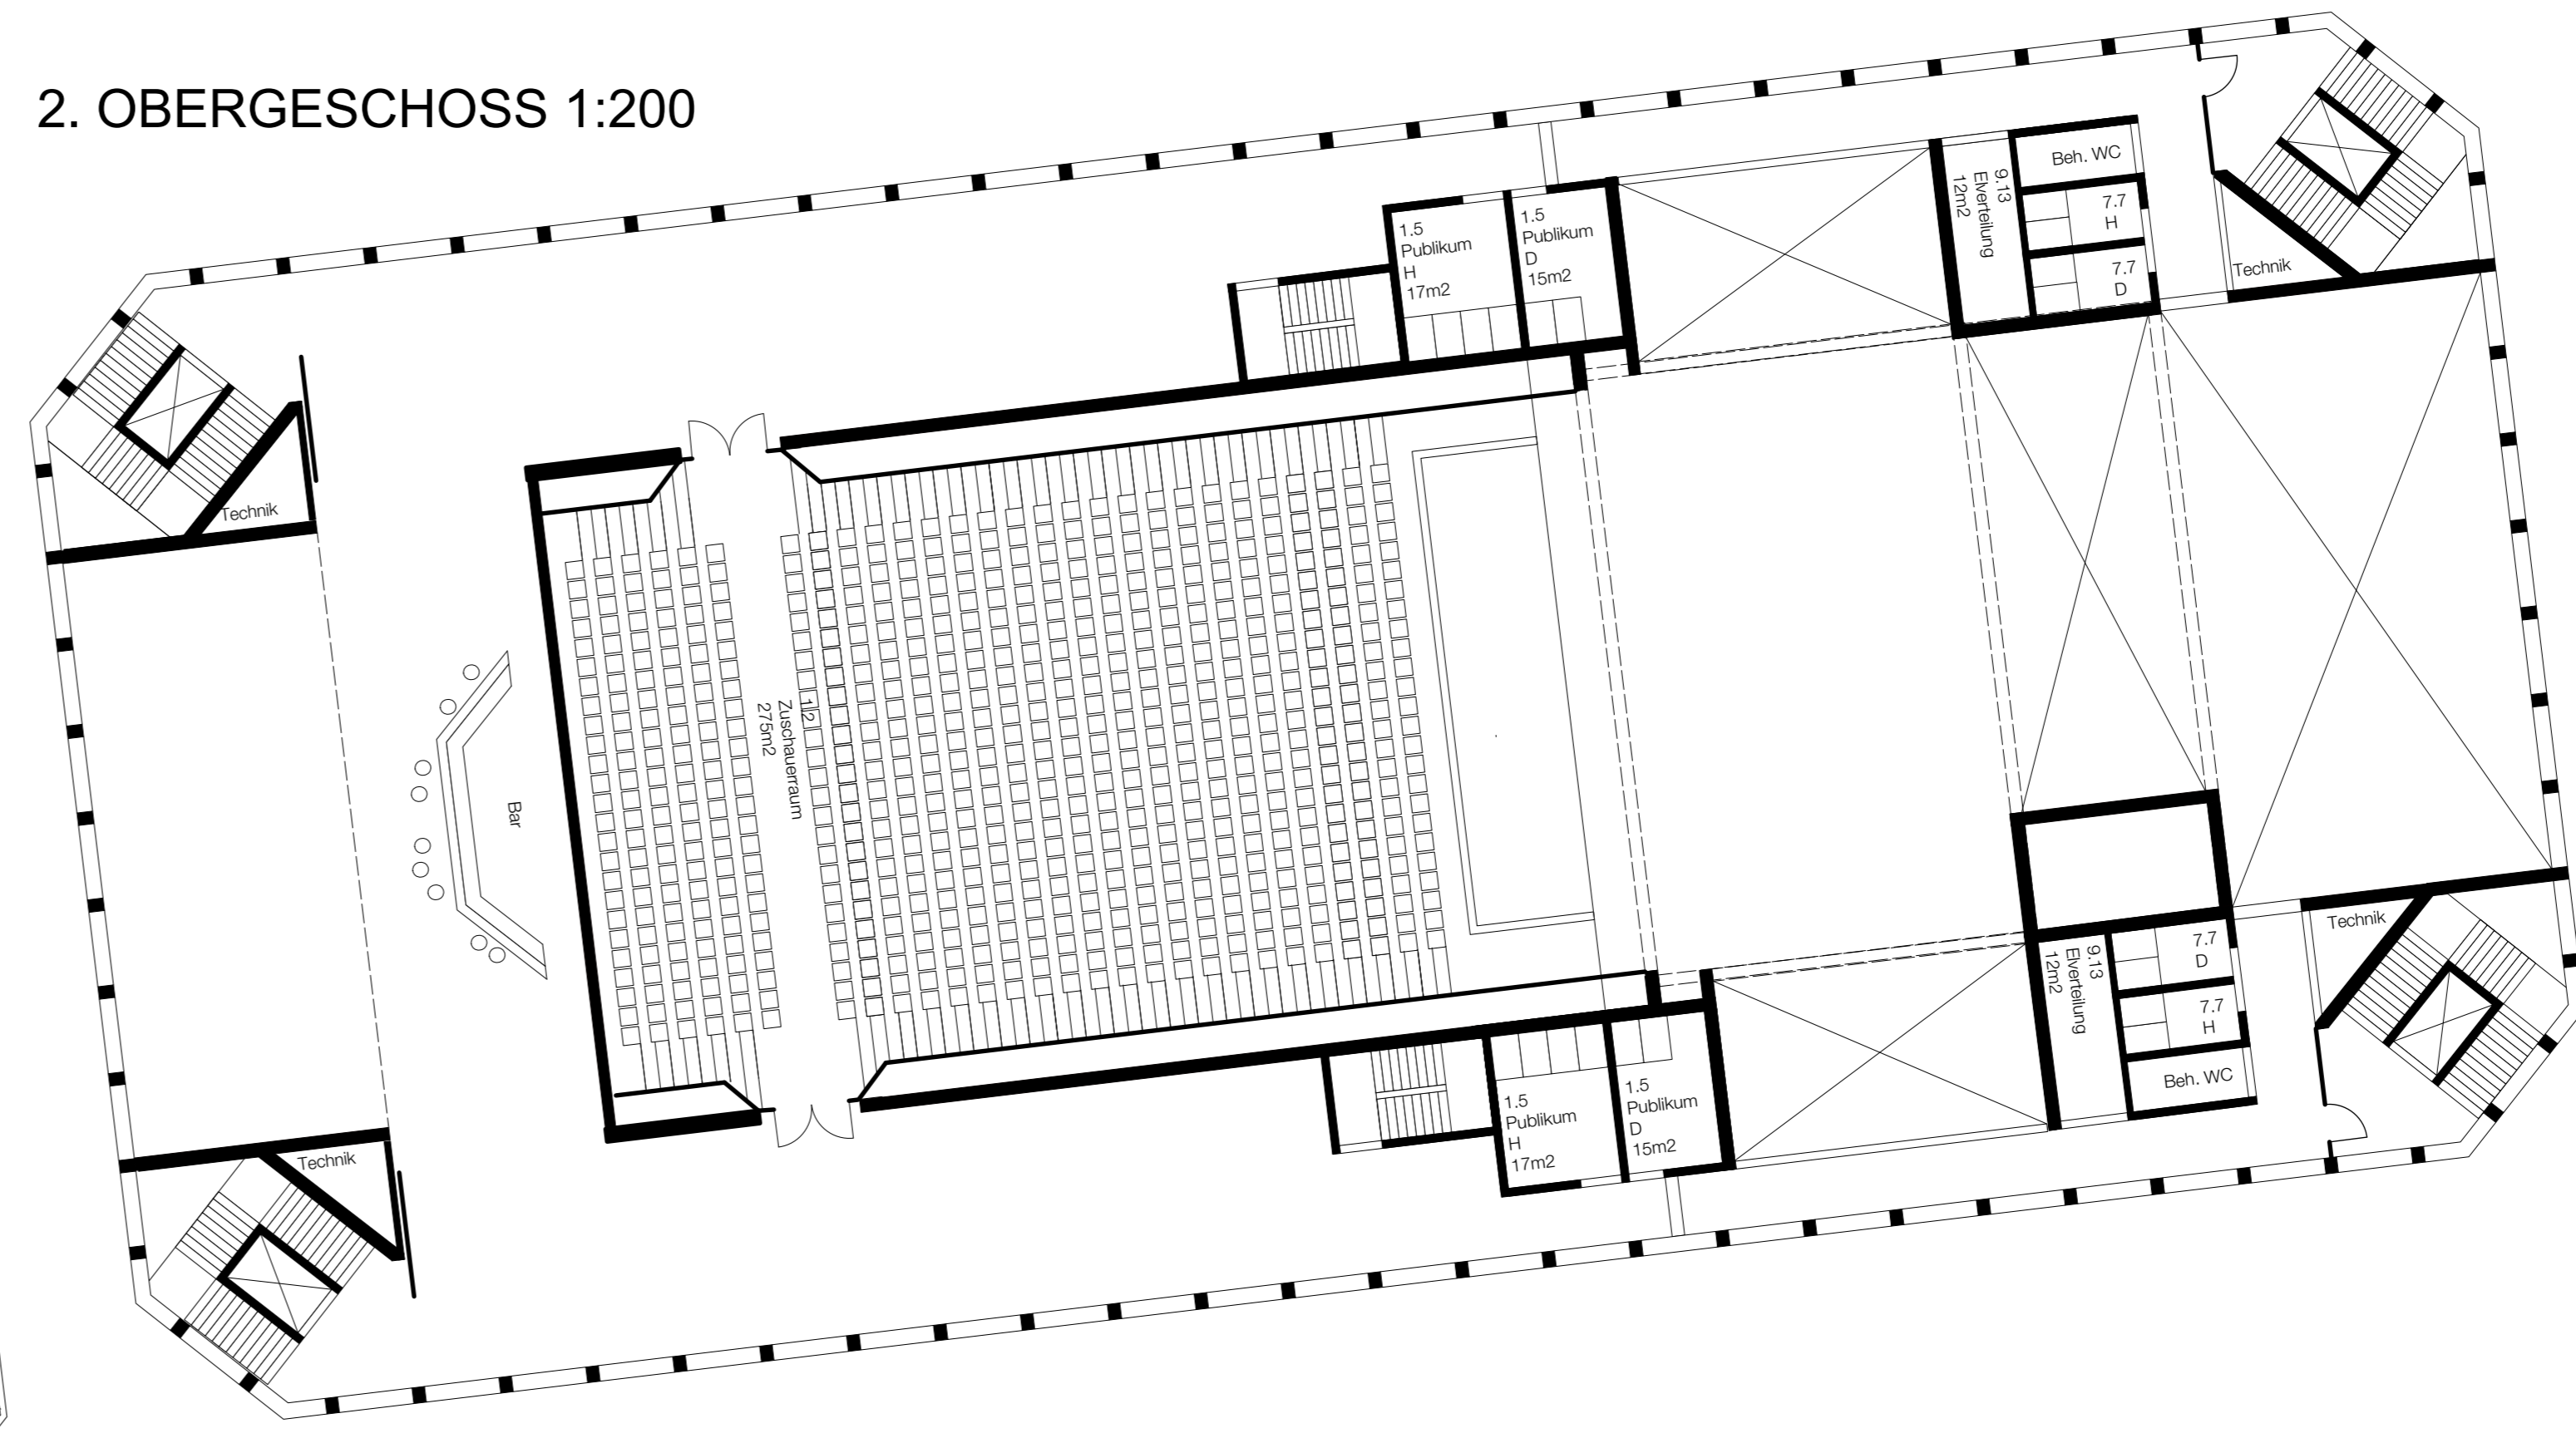 2. OBERGESCHOSS 1:200
Beh. WC
9.13
Elverteilung
12m2
7.7
H
7.7
D
1.5
Publikum
H
17m2
1.5
Publikum
D
15m2
Technik
Technik
1.2
Zuschauerraum
275m2
Bar
Technik
9.13
Elverteilung
12m2
7.7
D
7.7
H
Beh. WC
1.5
Publikum
H
17m2
1.5
Publikum
D
15m2
Technik